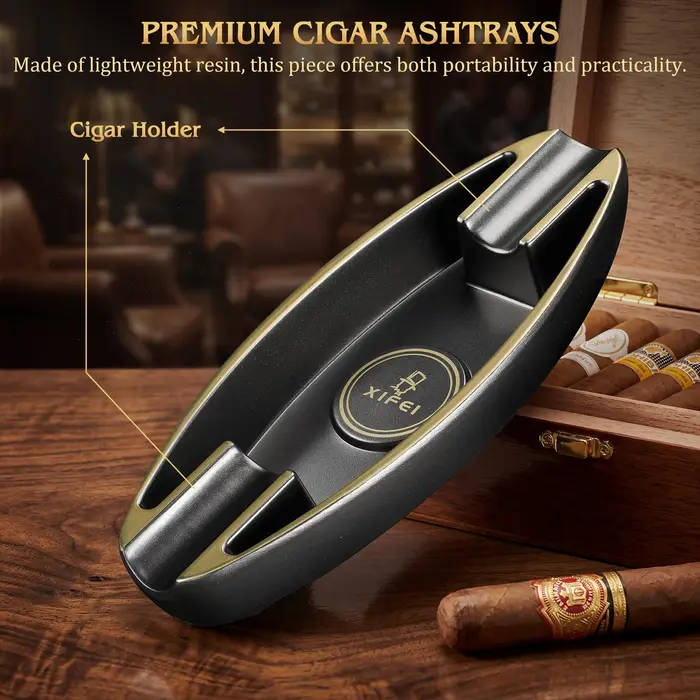 PREMIUM CIGAR ASHTRAYS
Made of lightweight resin, this piece offers both portability and practicality.
Cigar Holder
XIFEI